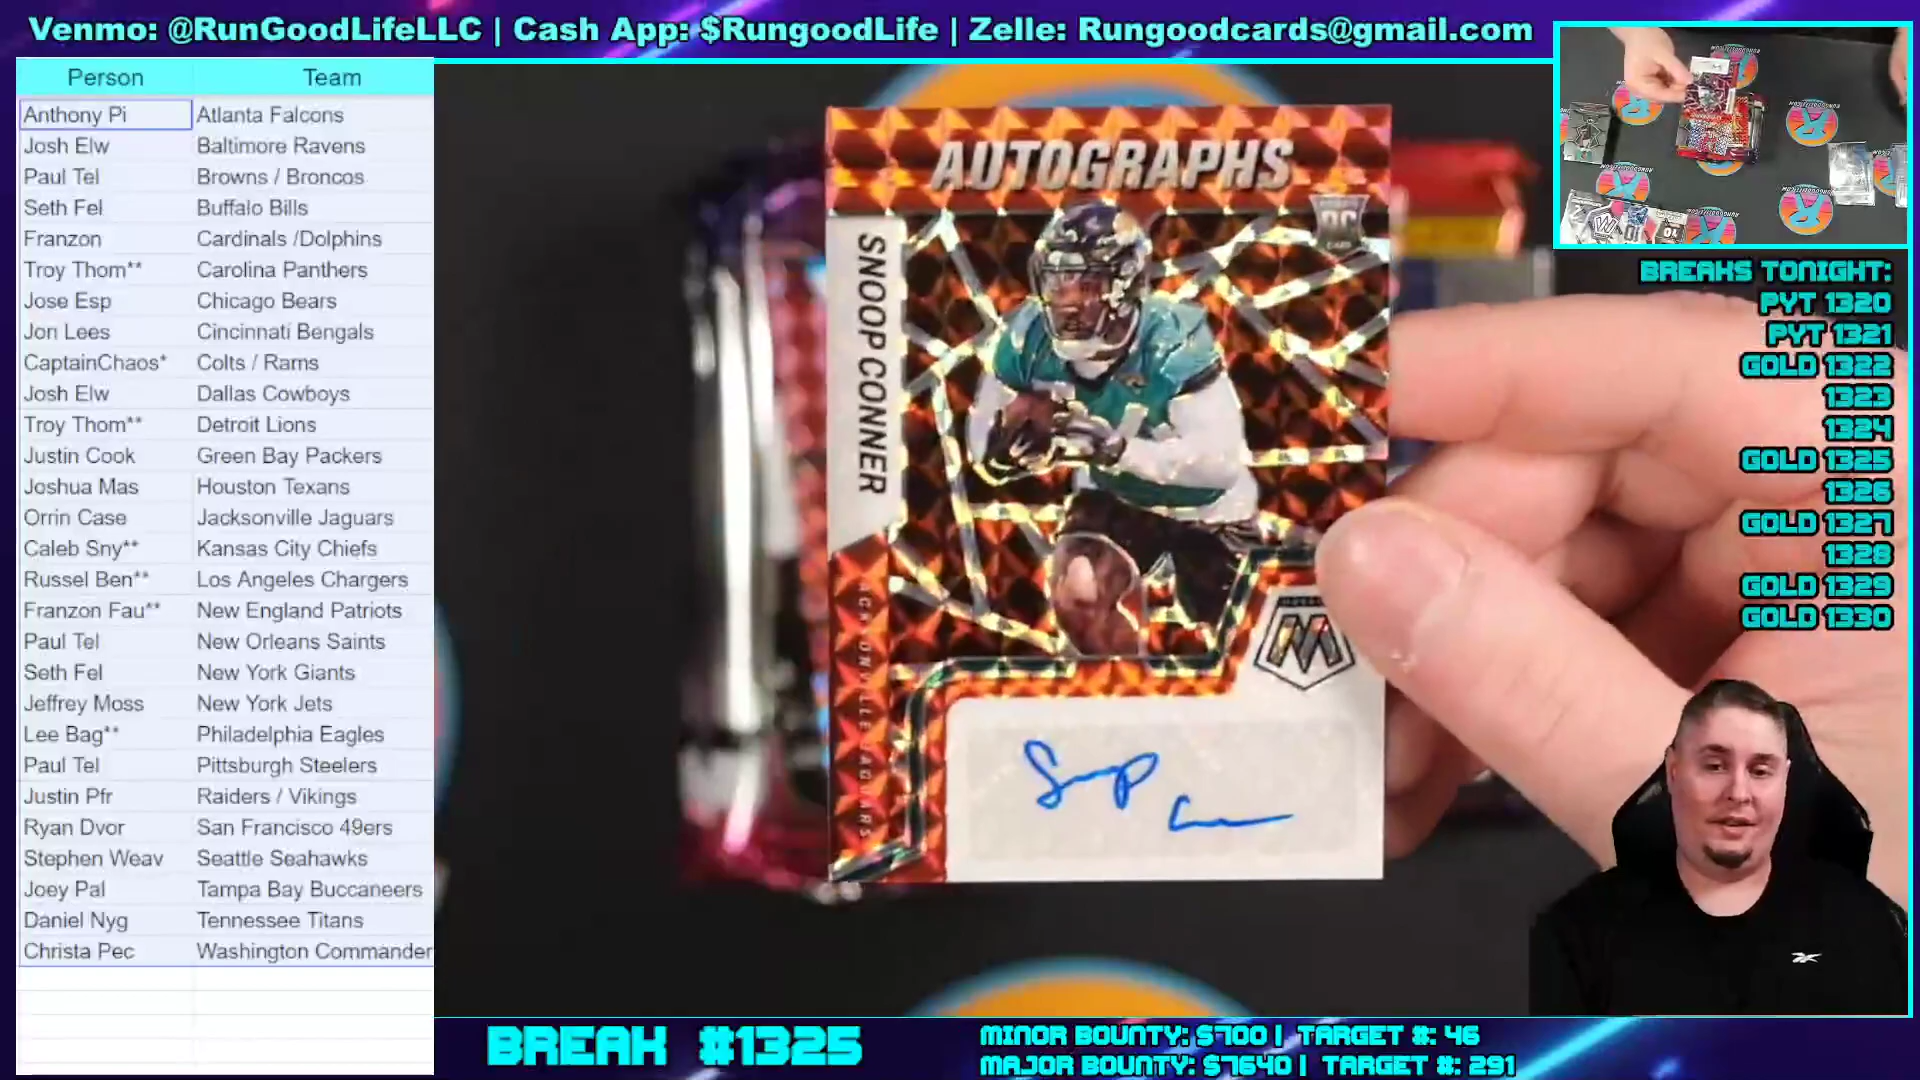 Venmo: @RunGoodLifeLLC | Cash App: $RungoodLife | Zelle: Rungoodcards@gmail.com
Person Team
Anthony Pi Atlanta Falcons
Josh Elw Baltimore Ravens
Paul Tel Browns / Broncos
Seth Fel Buffalo Bills
Franzon Cardinals /Dolphins
Troy Thom** Carolina Panthers
Jose Esp Chicago Bears
Jon Lees Cincinnati Bengals
CaptainChaos* Colts / Rams
Josh Elw Dallas Cowboys
Troy Thom** Detroit Lions
Justin Cook Green Bay Packers
Joshua Mas Houston Texans
Orrin Case Jacksonville Jaguars
Caleb Sny** Kansas City Chiefs
Russel Ben** Los Angeles Chargers
Franzon Fau** New England Patriots
Paul Tel New Orleans Saints
Seth Fel New York Giants
Jeffrey Moss New York Jets
Lee Bag** Philadelphia Eagles
Paul Tel Pittsburgh Steelers
Justin Pfr Raiders / Vikings
Ryan Dvor San Francisco 49ers
Stephen Weav Seattle Seahawks
Joey Pal Tampa Bay Buccaneers
Daniel Nyg Tennessee Titans
Christa Pec Washington Commander
AUTOGRAPHS
SNOOP CONNER
JACKSONVILLE JAGUARS
RC
CARD
M
BREAKS TONIGHT:
PYT 1320
PYT 1321
GOLD 1322
1323
1324
GOLD 1325
1326
GOLD 1327
1328
GOLD 1329
GOLD 1330
BREAK #1325
MINOR BOUNTY: $700 | TARGET #: 46
MAJOR BOUNTY: $7640 | TARGET #: 291